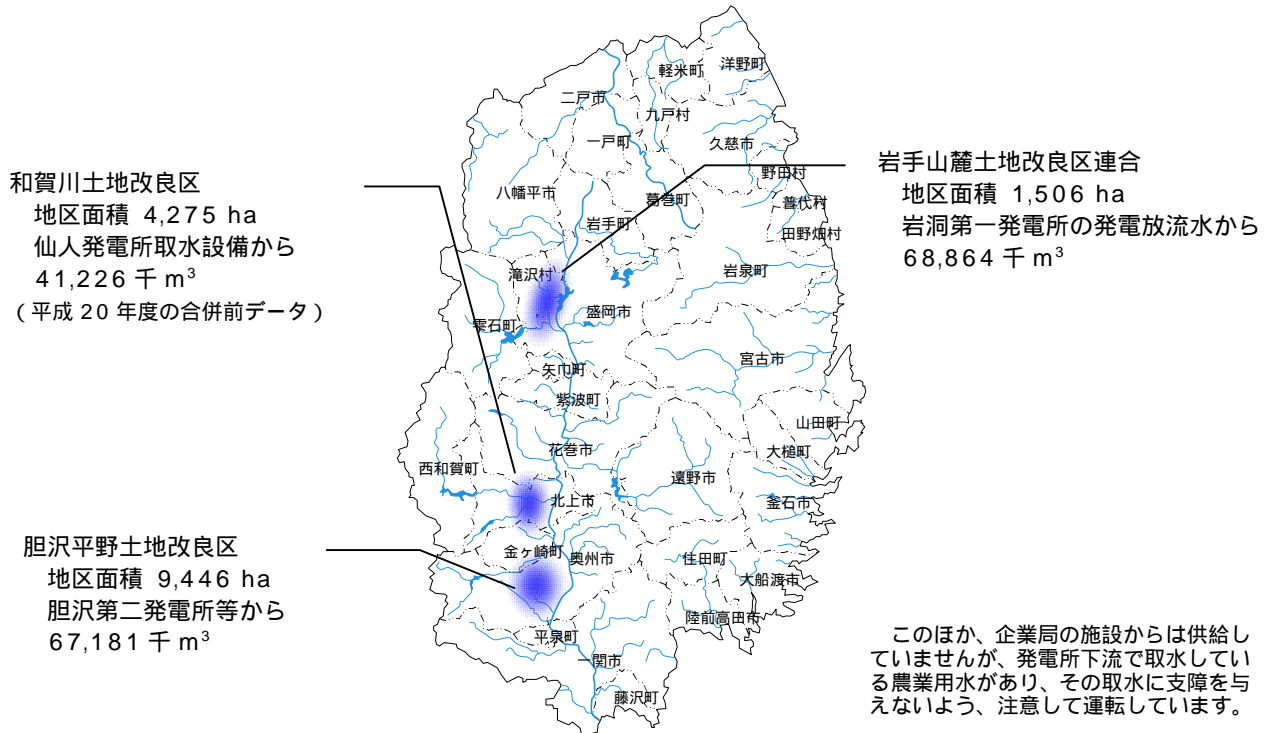 和賀川土地改良区
地区面積 4,275 ha
仙人発電所取水設備から
41,226 千 m³
(平成 20 年度の合併前データ)
胆沢平野土地改良区
地区面積 9,446 ha
胆沢第二発電所等から
67,181 千 m³
軽米町
洋野町
二戸市
九戸村
一戸町
久慈市
野田村
八幡平市
葛巻町
普代村
岩手町
田野畑村
滝沢村
岩泉町
雫石町
盛岡市
宮古市
矢巾町
紫波町
山田町
花巻市
大槌町
西和賀町
遠野市
北上市
釜石市
金ヶ崎町
奥州市
住田町
大船渡市
陸前高田市
平泉町
一関市
藤沢町
岩手山麓土地改良区連合
地区面積 1,506 ha
岩洞第一発電所の発電放流水から
68,864 千 m³
このほか、企業局の施設からは供給し
ていませんが、発電所下流で取水してい
る農業用水があり、その取水に支障を与
えないよう、注意して運転しています。